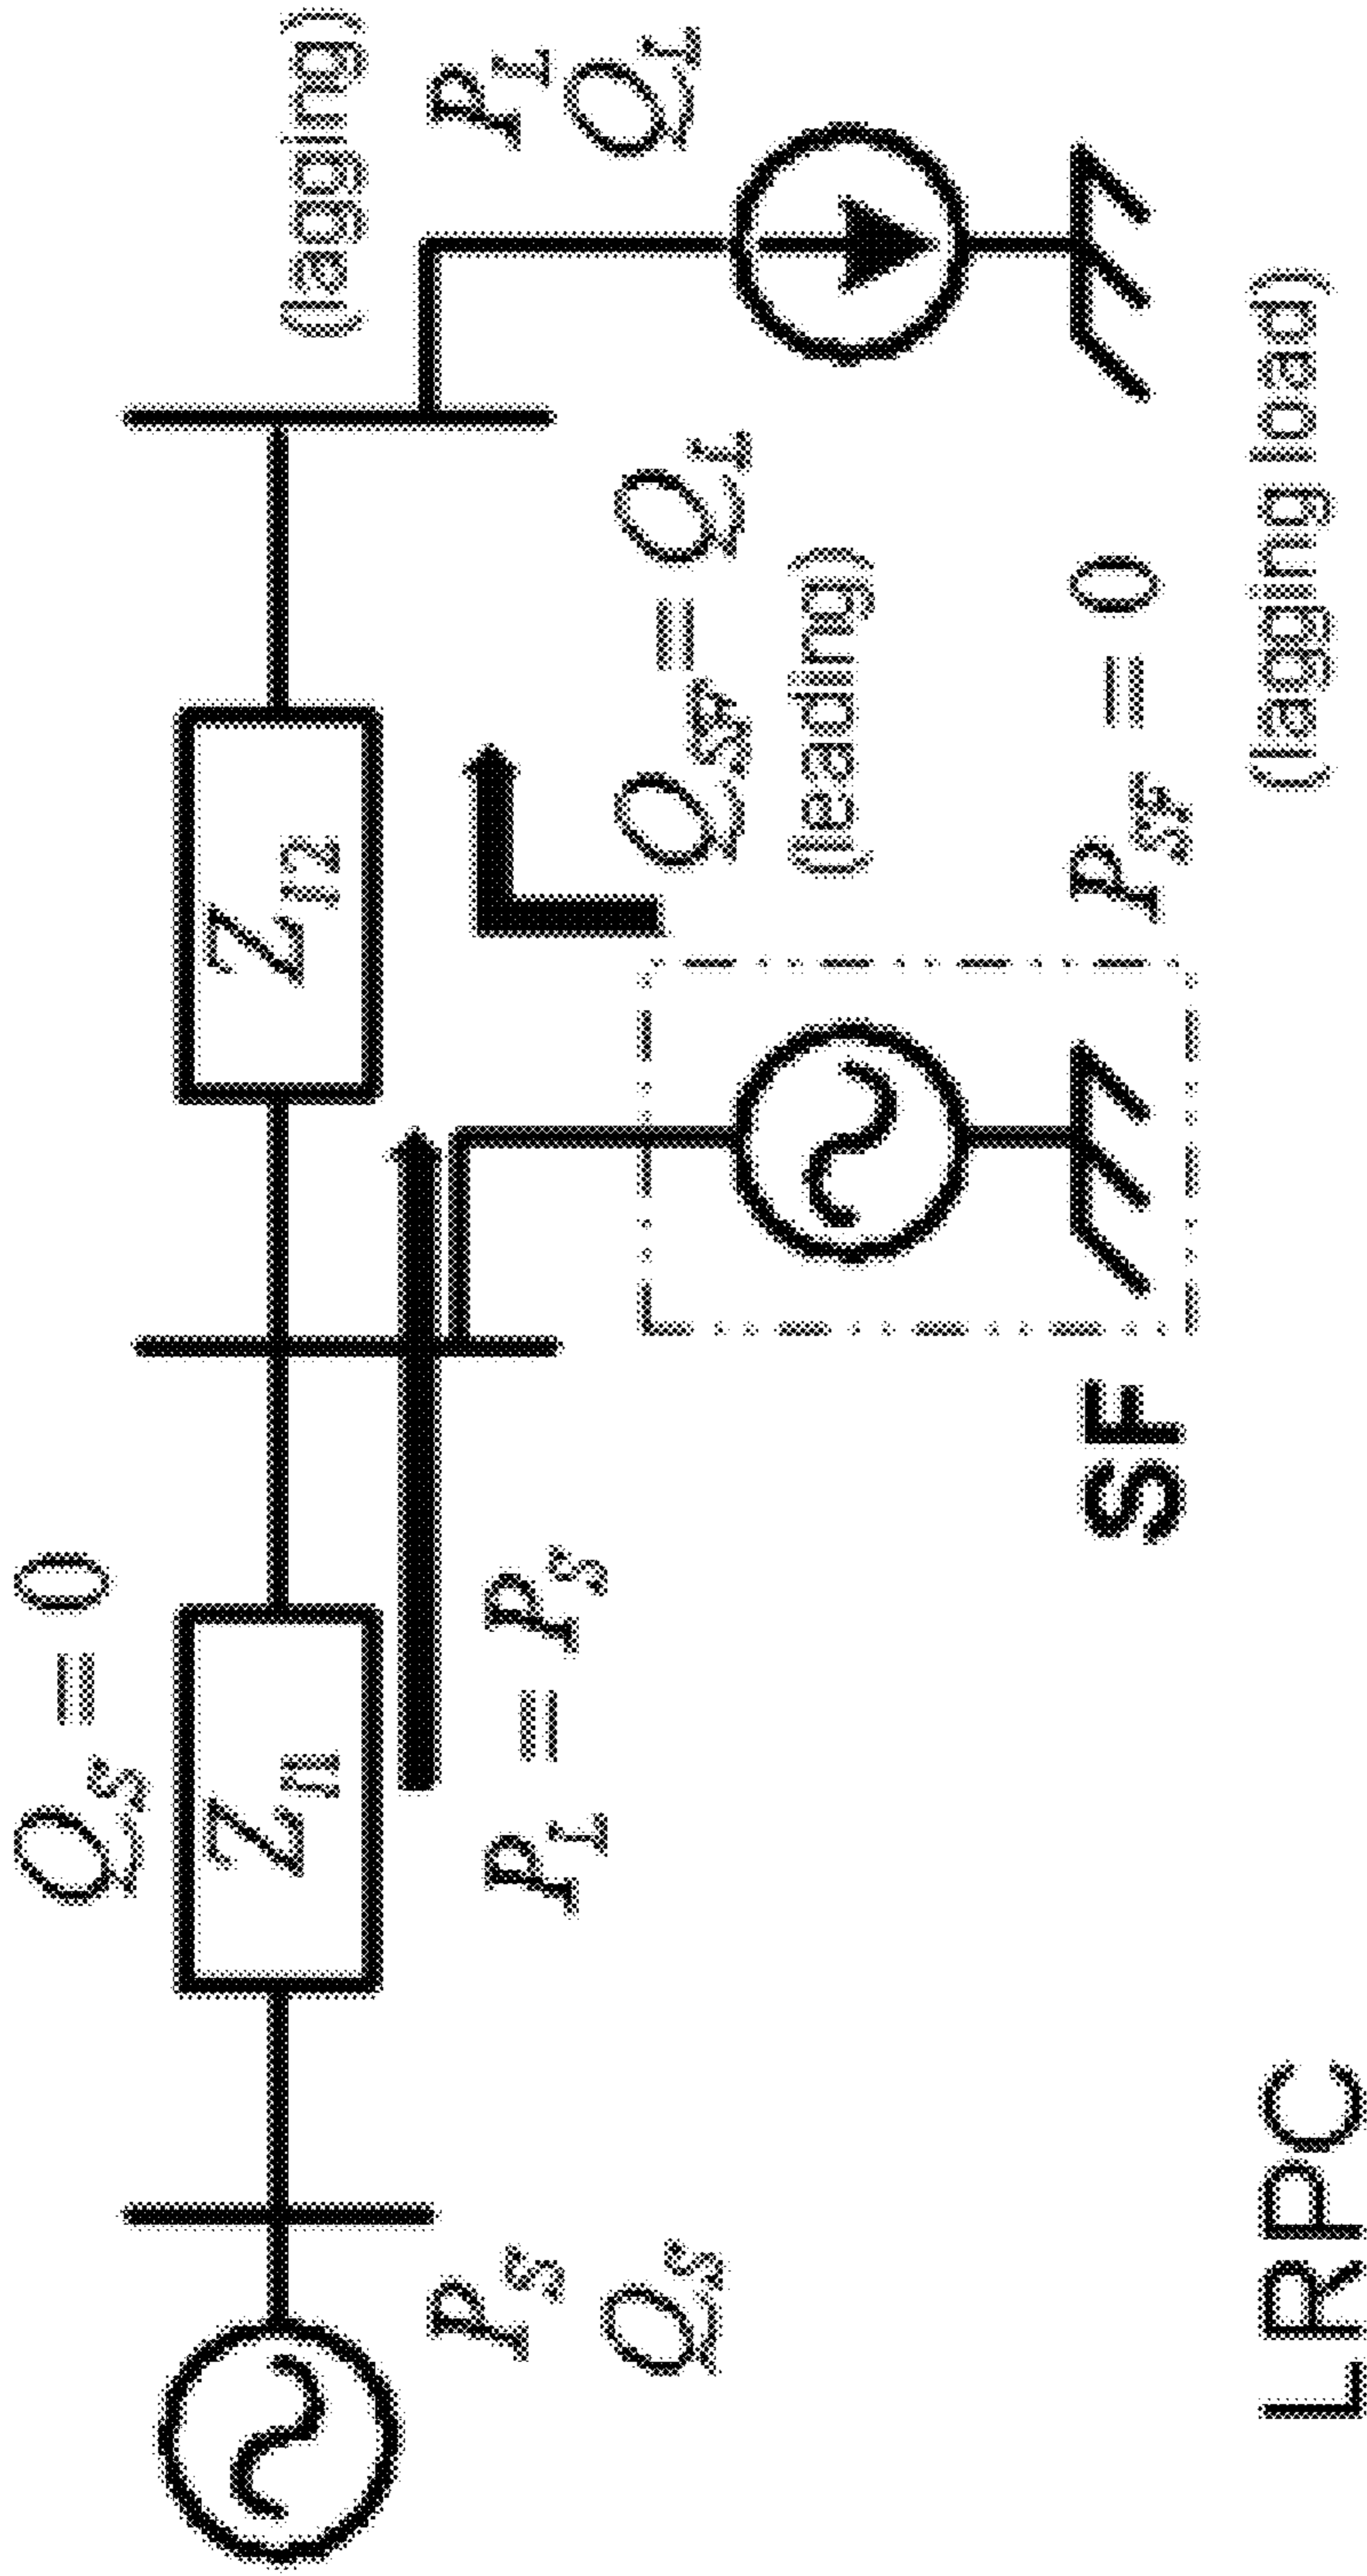 Q_s = 0
Z_l1
Z_l2
(lagging)
P_s
P_L
Q_s
Q_L
P_L = P_s
Q_SF = Q_L
(leading)
SF
P_SF = 0
LRPC
(lagging load)